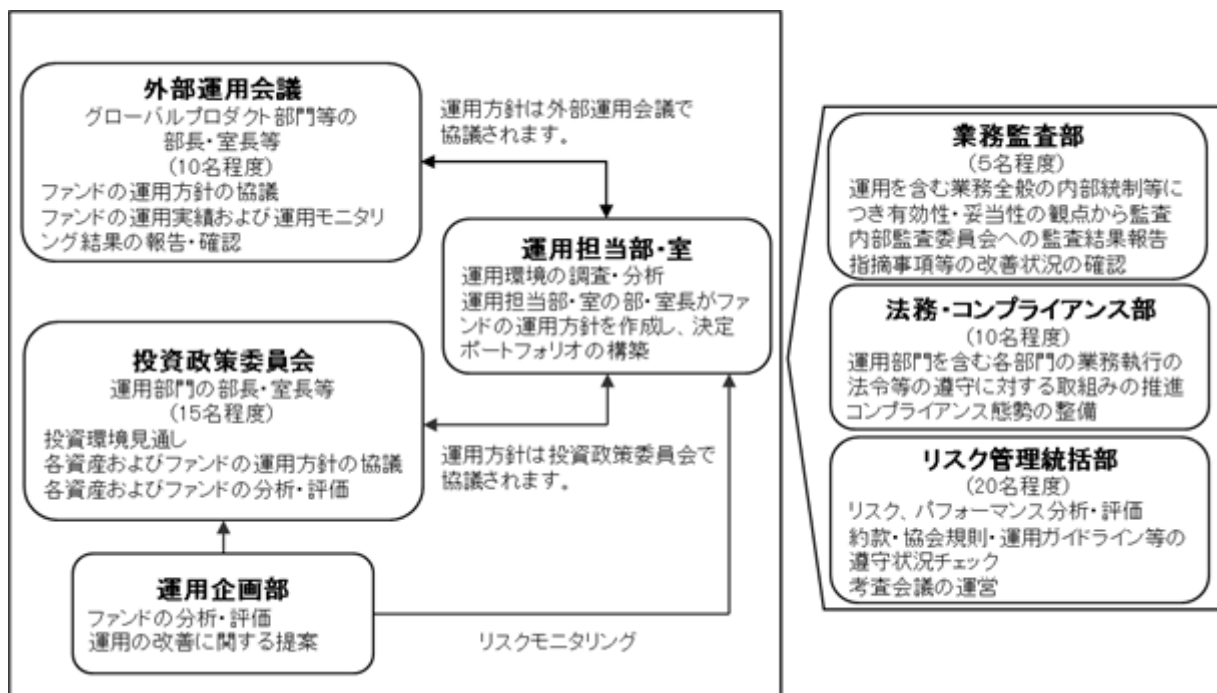 外部運用会議
グローバルプロダクト部門等の
部長・室長等
(10名程度)
ファンドの運用方針の協議
ファンドの運用実績および運用モニタリ
ング結果の報告・確認
運用方針は外部運用会議で
協議されます。
運用担当部・室
運用環境の調査・分析
運用担当部・室の部・室長がファ
ンドの運用方針を作成し、決定
ポートフォリオの構築
投資政策委員会
運用部門の部長・室長等
(15名程度)
投資環境見通し
各資産およびファンドの運用方針の協議
各資産およびファンドの分析・評価
運用方針は投資政策委員会で
協議されます。
運用企画部
ファンドの分析・評価
運用の改善に関する提案
リスクモニタリング
業務監査部
(5名程度)
運用を含む業務全般の内部統制等に
つき有効性・妥当性の観点から監査
内部監査委員会への監査結果報告
指摘事項等の改善状況の確認
法務・コンプライアンス部
(10名程度)
運用部門を含む各部門の業務執行の
法令等の遵守に対する取組みの推進
コンプライアンス態勢の整備
リスク管理統括部
(20名程度)
リスク、パフォーマンス分析・評価
約款・協会規則・運用ガイドライン等の
遵守状況チェック
考査会議の運営